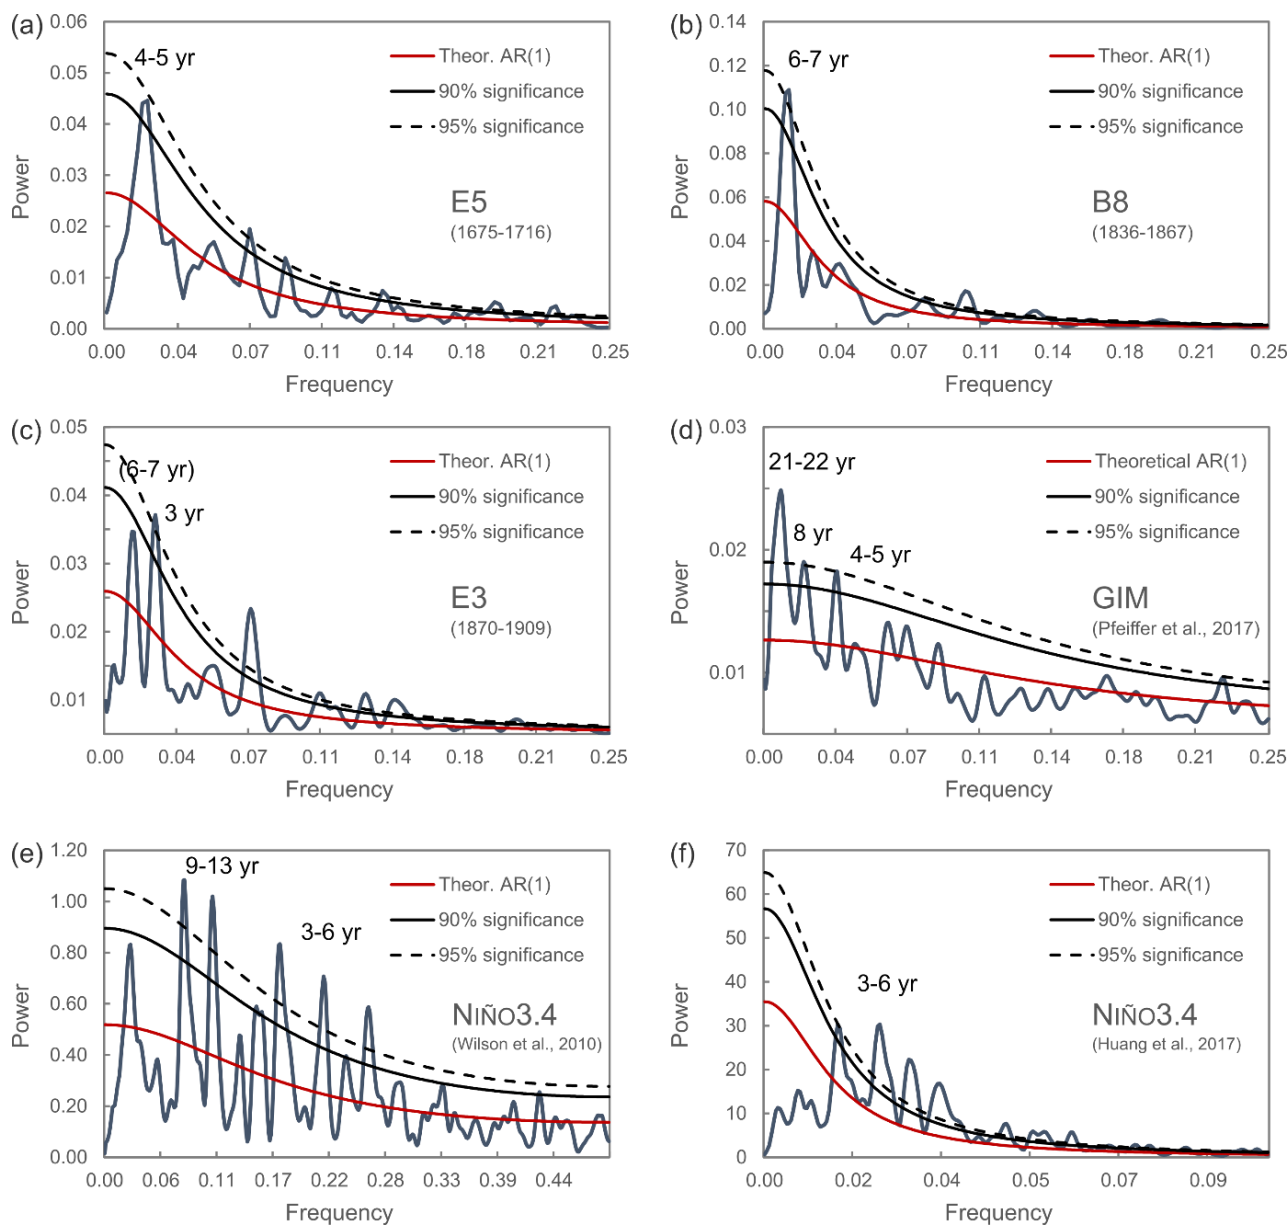 (a)
0.06
0.05
0.04
0.03
0.02
0.01
0.00
Power
4-5 yr
Theor. AR(1)
90% significance
95% significance
E5
(1675-1716)
0.00 0.04 0.07 0.11 0.14 0.18 0.21 0.25
Frequency
(b)
0.14
0.12
0.10
0.08
0.06
0.04
0.02
0.00
Power
6-7 yr
Theor. AR(1)
90% significance
95% significance
B8
(1836-1867)
0.00 0.04 0.07 0.11 0.14 0.18 0.21 0.25
Frequency
(c)
0.05
0.04
0.03
0.02
0.01
Power
(6-7 yr)
3 yr
Theor. AR(1)
90% significance
95% significance
E3
(1870-1909)
0.00 0.04 0.07 0.11 0.14 0.18 0.21 0.25
Frequency
(d)
0.03
0.02
0.01
Power
21-22 yr
8 yr
4-5 yr
Theoretical AR(1)
90% significance
95% significance
GIM
(Pfeiffer et al., 2017)
0.00 0.04 0.07 0.11 0.14 0.18 0.21 0.25
Frequency
(e)
1.20
1.00
0.80
0.60
0.40
0.20
0.00
Power
9-13 yr
3-6 yr
Theor. AR(1)
90% significance
95% significance
NIÑO3.4
(Wilson et al., 2010)
0.00 0.06 0.11 0.17 0.22 0.28 0.33 0.39 0.44
Frequency
(f)
70
60
50
40
30
20
10
0
Power
3-6 yr
Theor. AR(1)
90% significance
95% significance
NIÑO3.4
(Huang et al., 2017)
0.00 0.02 0.04 0.05 0.07 0.09
Frequency